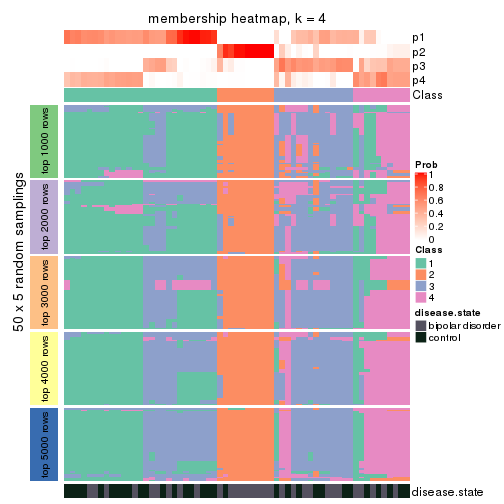 membership heatmap, k = 4
p1
p2
p3
p4
Class
50 x 5 random samplings
top 1000 rows
top 2000 rows
top 3000 rows
top 4000 rows
top 5000 rows
Prob
1
0.8
0.6
0.4
0.2
0
Class
1
2
3
4
disease.state
bipolar disorder
control
disease.state